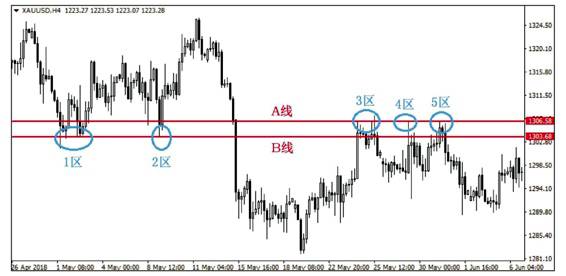 XAUUSD,H4 1223.27 1223.53 1223.07 1223.28
1324.50
1320.10
1315.80
1311.40
A线
3区
4区
5区
1306.58
1303.68
B线
1区
2区
1298.50
1294.10
1289.80
1285.40
1281.10
26 Apr 2018
1 May 08:00
4 May 00:00
8 May 12:00
11 May 04:00
15 May 16:00
18 May 08:00
22 May 20:00
25 May 12:00
30 May 00:00
1 Jun 16:00
6 Jun 04:00